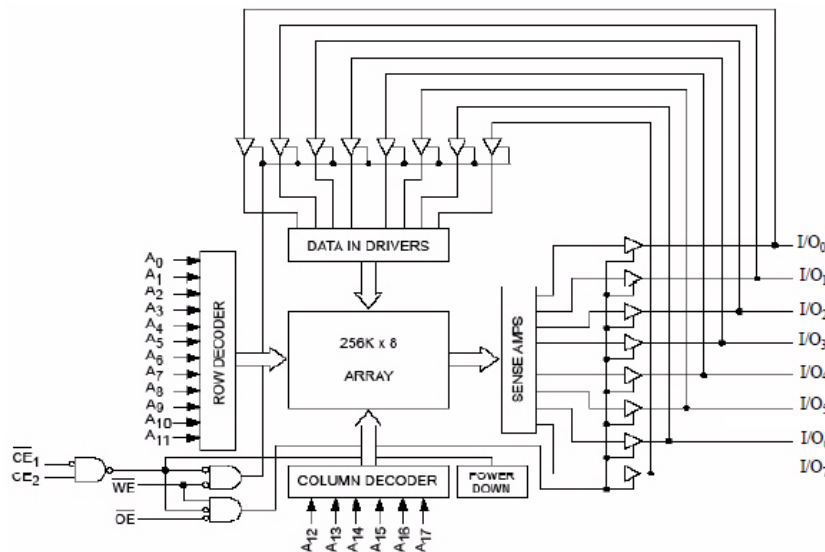 DATA IN DRIVERS
I/O0
I/O1
I/O2
I/O3
A0
A1
A2
A3
A4
A5
A6
A7
A8
A9
A10
A11
ROW DECODER
256K x 8
ARRAY
SENSE AMPS
CE1
CE2
WE
OE
COLUMN DECODER
POWER
DOWN
A12
A13
A14
A15
A16
A17